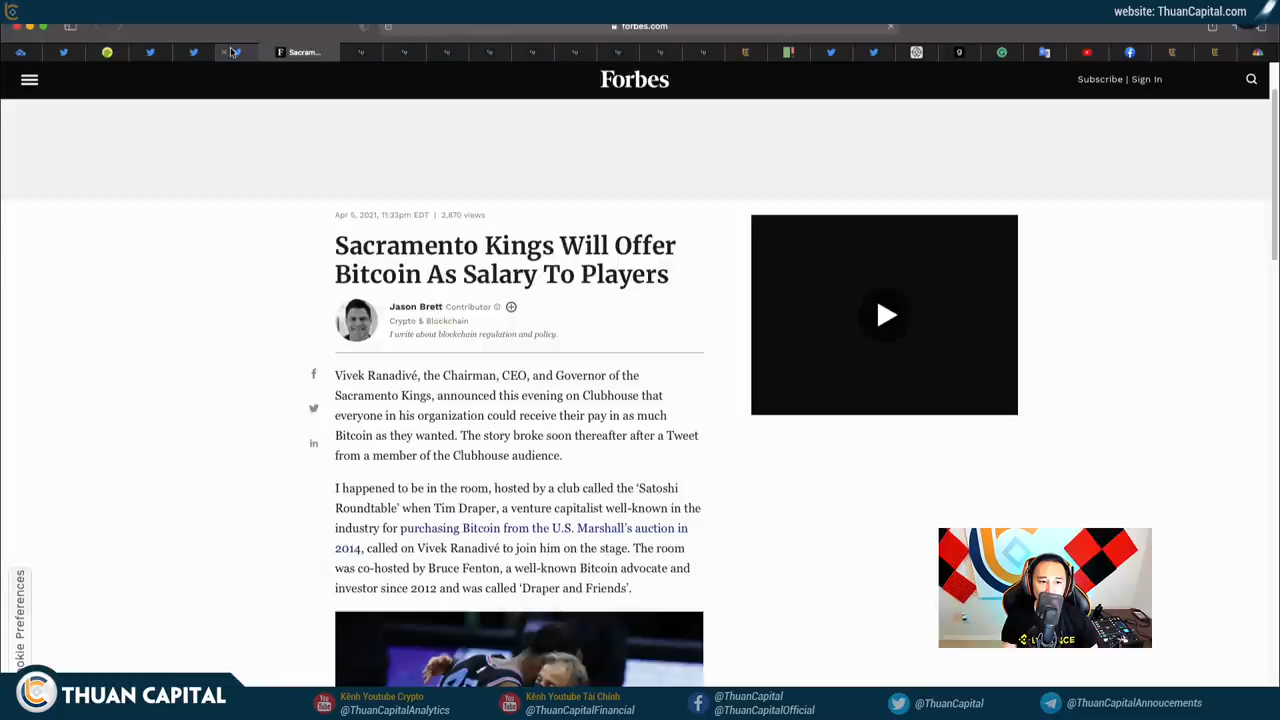 website: ThuanCapital.com
forbes.com
Sacram...
Forbes
Subscribe | Sign In
Apr 5, 2021, 11:33pm EDT | 2,870 views
Sacramento Kings Will Offer
Bitcoin As Salary To Players
Jason Brett Contributor
Crypto & Blockchain
I write about blockchain regulation and policy.
Vivek Ranadivé, the Chairman, CEO, and Governor of the
Sacramento Kings, announced this evening on Clubhouse that
everyone in his organization could receive their pay in as much
Bitcoin as they wanted. The story broke soon thereafter after a Tweet
from a member of the Clubhouse audience.
I happened to be in the room, hosted by a club called the ‘Satoshi
Roundtable’ when Tim Draper, a venture capitalist well-known in the
industry for purchasing Bitcoin from the U.S. Marshall’s auction in
2014, called on Vivek Ranadivé to join him on the stage. The room
was co-hosted by Bruce Fenton, a well-known Bitcoin advocate and
investor since 2012 and was called ‘Draper and Friends’.
okie Preferences
THUAN CAPITAL
Kênh Youtube Crypto
@ThuanCapitalAnalytics
Kênh Youtube Tài Chính
@ThuanCapitalFinancial
@ThuanCapital
@ThuanCapitalOfficial
@ThuanCapital
@ThuanCapitalAnnoucements